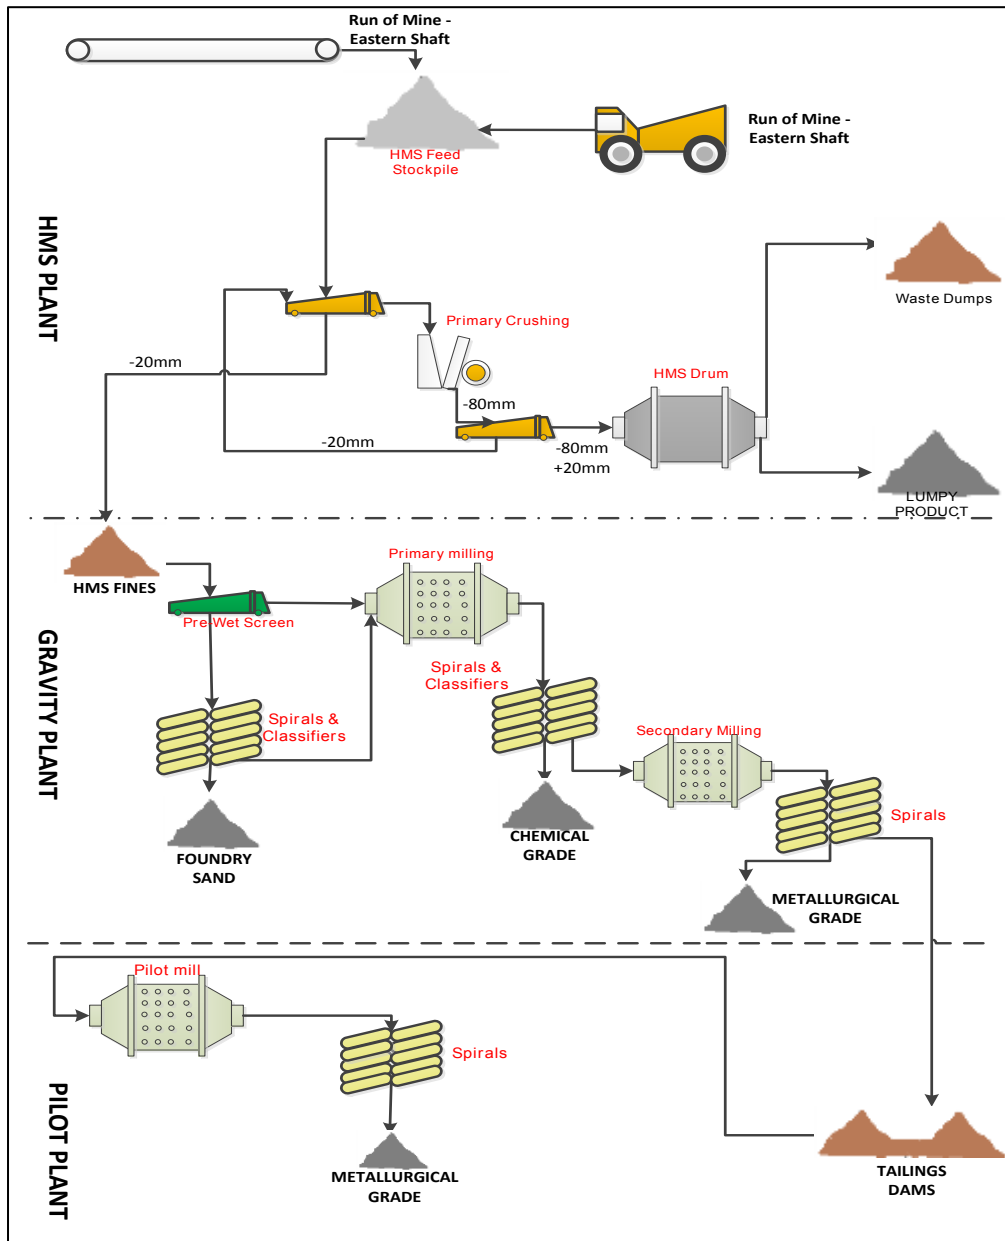 Run of Mine -
Eastern Shaft
Run of Mine -
Eastern Shaft
HMS Feed
Stockpile
HMS PLANT
Waste Dumps
Primary Crushing
-20mm
HMS Drum
-80mm
-20mm
-80mm
+20mm
LUMPY
PRODUCT
HMS FINES
Primary milling
Pre-Wet Screen
GRAVITY PLANT
Spirals &
Classifiers
Spirals &
Classifiers
Secondary Milling
Spirals
CHEMICAL
GRADE
FOUNDRY
SAND
METALLURGICAL
GRADE
Pilot mill
Spirals
PILOT PLANT
METALLURGICAL
GRADE
TAILINGS
DAMS